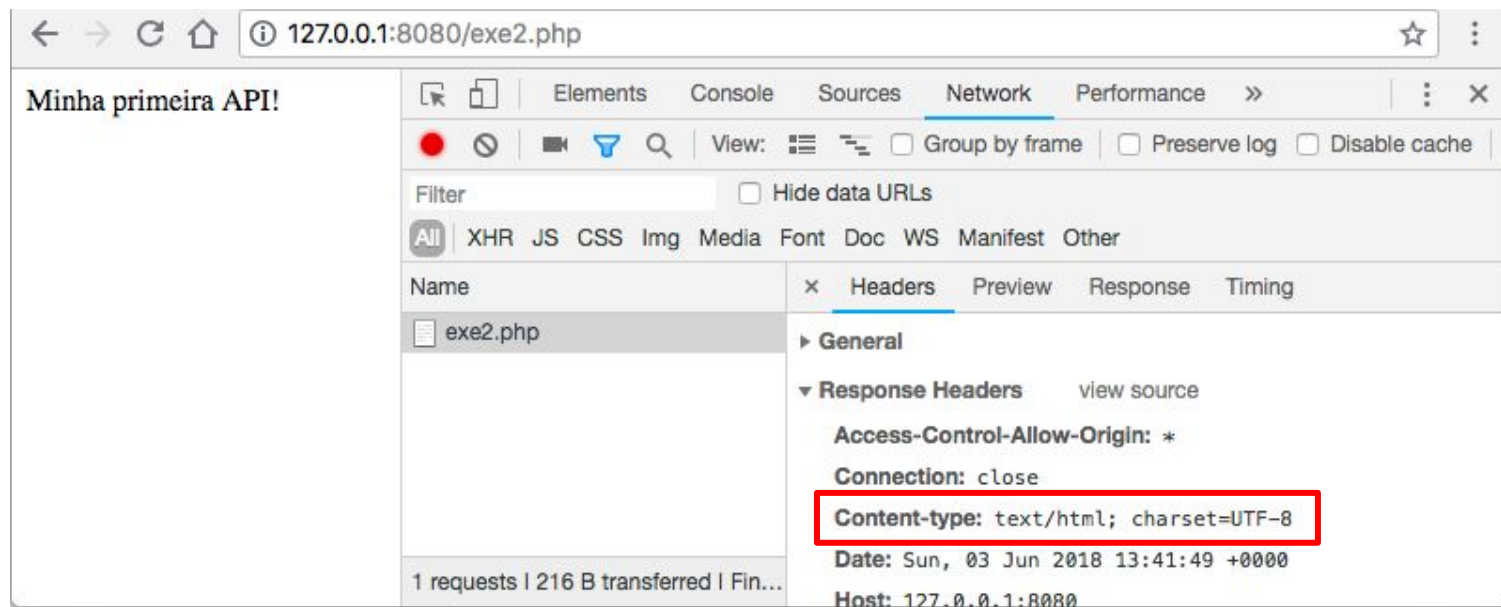 127.0.0.1:8080/exe2.php
Minha primeira API!
Elements Console Sources Network Performance »
View: Group by frame Preserve log Disable cache
Filter Hide data URLs
All XHR JS CSS Img Media Font Doc WS Manifest Other
Name
× Headers Preview Response Timing
exe2.php
General
Response Headers view source
Access-Control-Allow-Origin: *
Connection: close
Content-type: text/html; charset=UTF-8
Date: Sun, 03 Jun 2018 13:41:49 +0000
Host: 127.0.0.1:8080
1 requests I 216 B transferred I Fin...